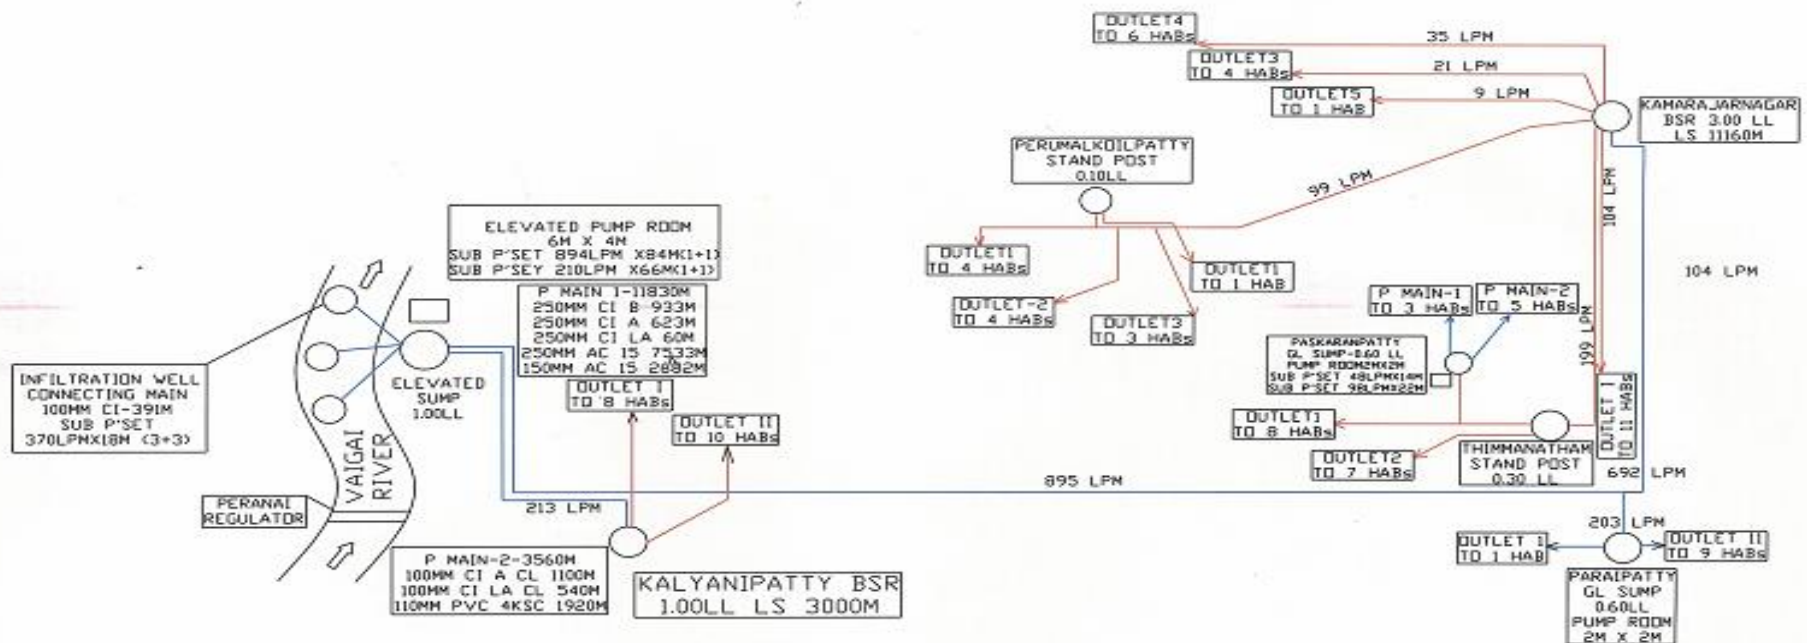 OUTLET4
TO 6 HABs
35 LPM
OUTLET3
TO 4 HABs
21 LPM
OUTLET5
TO 1 HAB
9 LPM
KAMARAJARNAGAR
BSR 3.00 LL
LS 11160M
PERUMALKOILPATTY
STAND POST
0.10LL
99 LPM
104 LPM
104 LPM
199 LPM
ELEVATED PUMP ROOM
6M X 4M
SUB P'SET 894LPM X84M(1+1)
SUB P'SEY 210LPM X66M(1+1)
P MAIN 1-11830M
250MM CI B 933M
250MM CI A 623M
250MM CI LA 60M
250MM AC 15 7533M
150MM AC 15 2882M
OUTLET1
TO 4 HABs
OUTLET-2
TO 4 HABs
OUTLET1
TO 1 HAB
OUTLET3
TO 3 HABs
P MAIN-1
TO 3 HABs
P MAIN-2
TO 5 HABs
PASKARANPATTY
GL SUMP-0.60 LL
PUMP ROOM2MX2M
SUB P'SET 48LPMX14M
SUB P'SET 98LPMX22M
INFILTRATION WELL
CONNECTING MAIN
100MM CI-391M
SUB P'SET
370LPMX18M (3+3)
ELEVATED
SUMP
1.00LL
OUTLET I
TO 8 HABs
OUTLET II
TO 10 HABs
OUTLET1
TO 8 HABs
OUTLET2
TO 7 HABs
THIMMANATHAM
STAND POST
0.30 LL
OUTLET 1
TO 11 HABs
692 LPM
VAIGAI
RIVER
PERANAI
REGULATOR
895 LPM
213 LPM
203 LPM
OUTLET 1
TO 1 HAB
OUTLET II
TO 9 HABs
P MAIN-2-3560M
100MM CI A CL 1100M
100MM CI LA CL 540M
110MM PVC 4KSC 1920M
KALYANIPATTY BSR
1.00LL LS 3000M
PARAIPATTY
GL SUMP
0.60LL
PUMP ROOM
2M X 2M